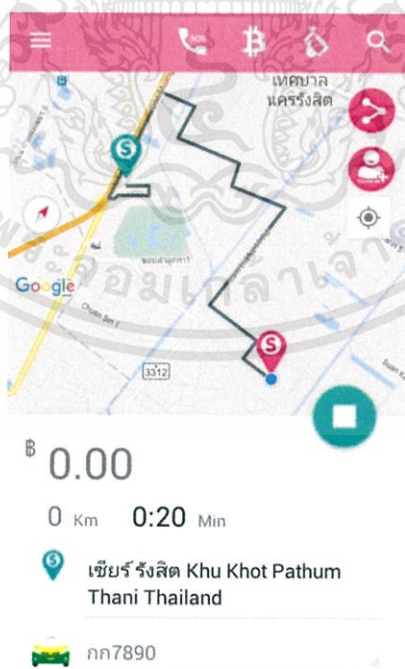 SOS
เทศบาล
นครรังสิต
S
Google
3312
S
฿ 0.00
0 Km 0:20 Min
S เซียร์ รังสิต Khu Khot Pathum
Thani Thailand
กก7890